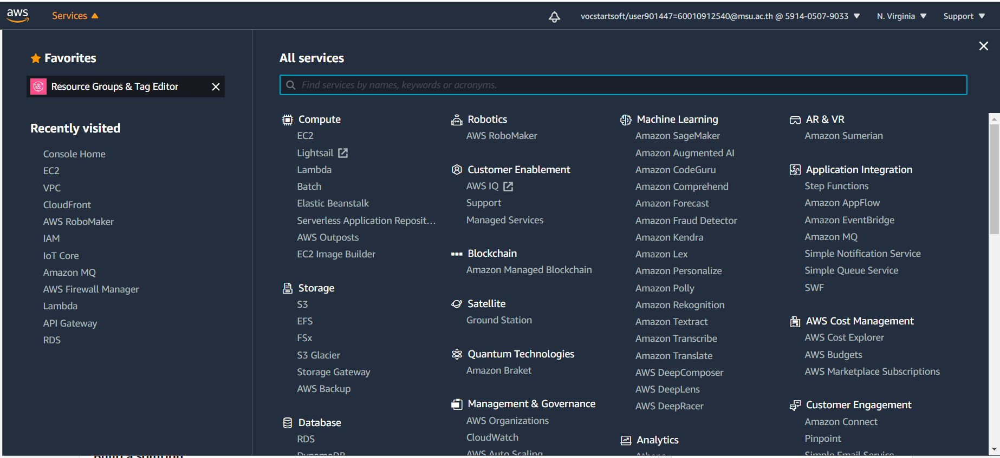 aws
Services
vocstartsoft/user901447=60010912540@msu.ac.th @ 5914-0507-9033
N. Virginia
Support
Favorites
Resource Groups & Tag Editor
Recently visited
Console Home
EC2
VPC
CloudFront
AWS RoboMaker
IAM
IoT Core
Amazon MQ
AWS Firewall Manager
Lambda
API Gateway
RDS
All services
Find services by names, keywords or acronyms.
Compute
EC2
Lightsail
Lambda
Batch
Elastic Beanstalk
Serverless Application Reposit...
AWS Outposts
EC2 Image Builder
Storage
S3
EFS
FSx
S3 Glacier
Storage Gateway
AWS Backup
Database
RDS
DynamoDB
Robotics
AWS RoboMaker
Customer Enablement
AWS IQ
Support
Managed Services
Blockchain
Amazon Managed Blockchain
Satellite
Ground Station
Quantum Technologies
Amazon Braket
Management & Governance
AWS Organizations
CloudWatch
AWS Auto Scaling
Machine Learning
Amazon SageMaker
Amazon Augmented AI
Amazon CodeGuru
Amazon Comprehend
Amazon Forecast
Amazon Fraud Detector
Amazon Kendra
Amazon Lex
Amazon Personalize
Amazon Polly
Amazon Rekognition
Amazon Textract
Amazon Transcribe
Amazon Translate
AWS DeepComposer
AWS DeepLens
AWS DeepRacer
Analytics
Athena
AR & VR
Amazon Sumerian
Application Integration
Step Functions
Amazon AppFlow
Amazon EventBridge
Amazon MQ
Simple Notification Service
Simple Queue Service
SWF
AWS Cost Management
AWS Cost Explorer
AWS Budgets
AWS Marketplace Subscriptions
Customer Engagement
Amazon Connect
Pinpoint
Simple Email Service
Build a solution